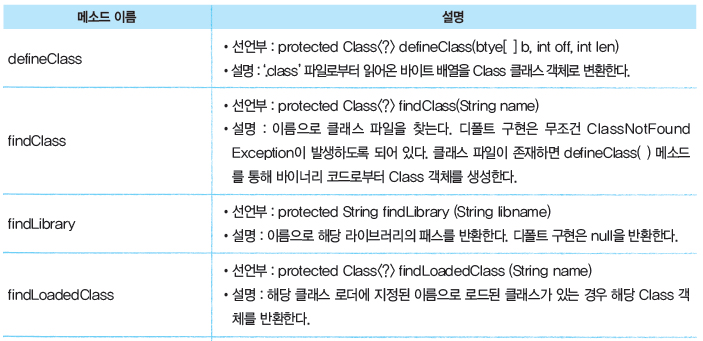 메소드 이름
설명
defineClass
• 선언부 : protected Class〈?〉 defineClass(btye[ ] b, int off, int len)
• 설명 : ‘.class’ 파일로부터 읽어온 바이트 배열을 Class 클래스 객체로 변환한다.
findClass
• 선언부 : protected Class〈?〉 findClass(String name)
• 설명 : 이름으로 클래스 파일을 찾는다. 디폴트 구현은 무조건 ClassNotFound
Exception이 발생하도록 되어 있다. 클래스 파일이 존재하면 defineClass( ) 메소드
를 통해 바이너리 코드로부터 Class 객체를 생성한다.
findLibrary
• 선언부 : protected String findLibrary (String libname)
• 설명 : 이름으로 해당 라이브러리의 패스를 반환한다. 디폴트 구현은 null을 반환한다.
findLoadedClass
• 선언부 : protected Class〈?〉 findLoadedClass (String name)
• 설명 : 해당 클래스 로더에 지정된 이름으로 로드된 클래스가 있는 경우 해당 Class 객
체를 반환한다.